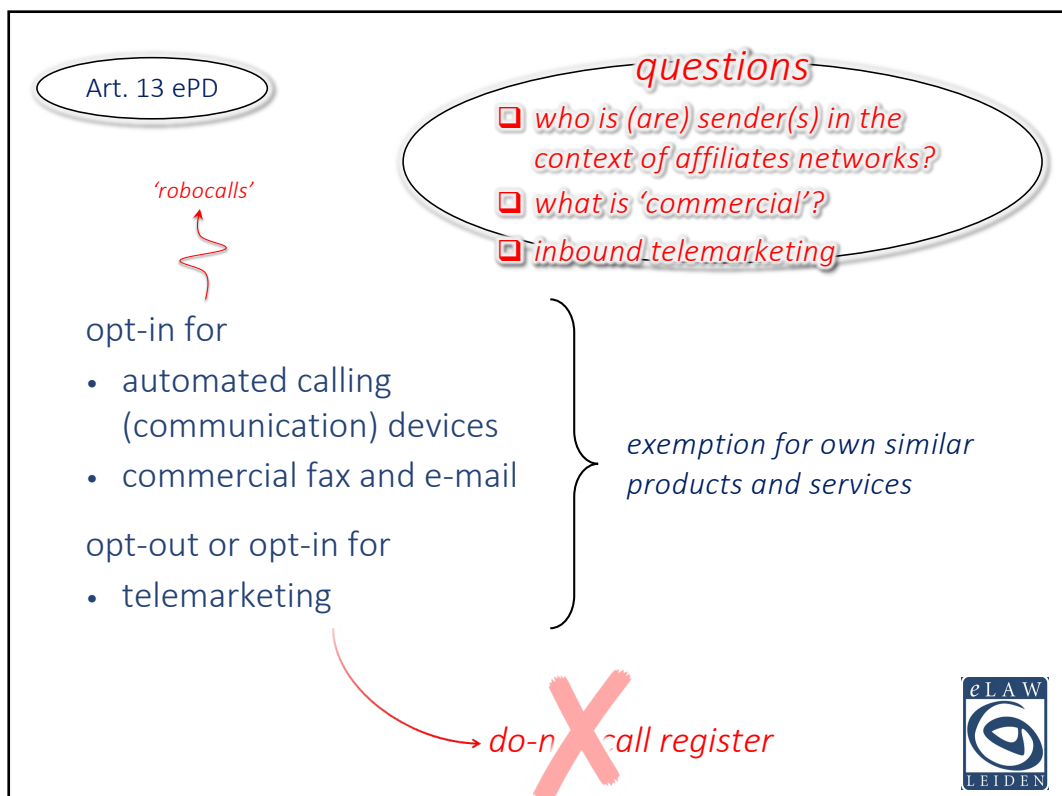 Art. 13 ePD
questions
❑ who is (are) sender(s) in the
context of affiliates networks?
❑ what is ‘commercial’?
❑ inbound telemarketing
‘robocalls’
opt-in for
• automated calling
(communication) devices
• commercial fax and e-mail
opt-out or opt-in for
• telemarketing
exemption for own similar
products and services
do-n call register
eLAW
LEIDEN